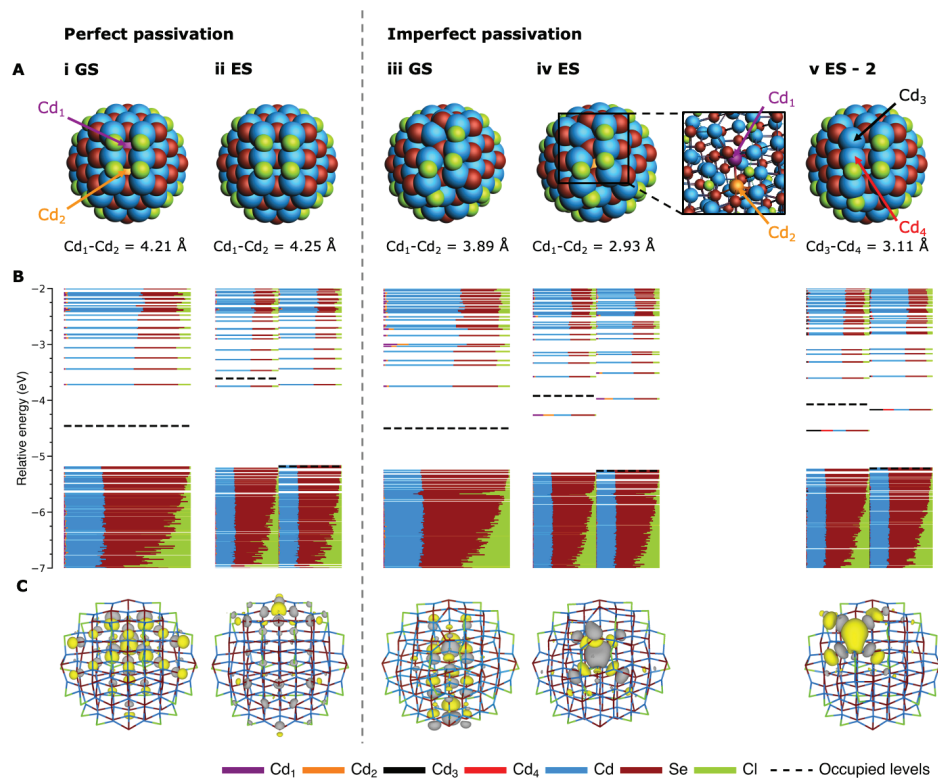 Perfect passivation
Imperfect passivation
A
i GS
ii ES
iii GS
iv ES
v ES - 2
Cd₁
Cd₂
Cd₁
Cd₂
Cd₃
Cd₄
Cd₁-Cd₂ = 4.21 Å
Cd₁-Cd₂ = 4.25 Å
Cd₁-Cd₂ = 3.89 Å
Cd₁-Cd₂ = 2.93 Å
Cd₃-Cd₄ = 3.11 Å
B
Relative energy (eV)
−2
−3
−4
−5
−6
−7
C
Cd₁ Cd₂ Cd₃ Cd₄ Cd Se Cl Occupied levels